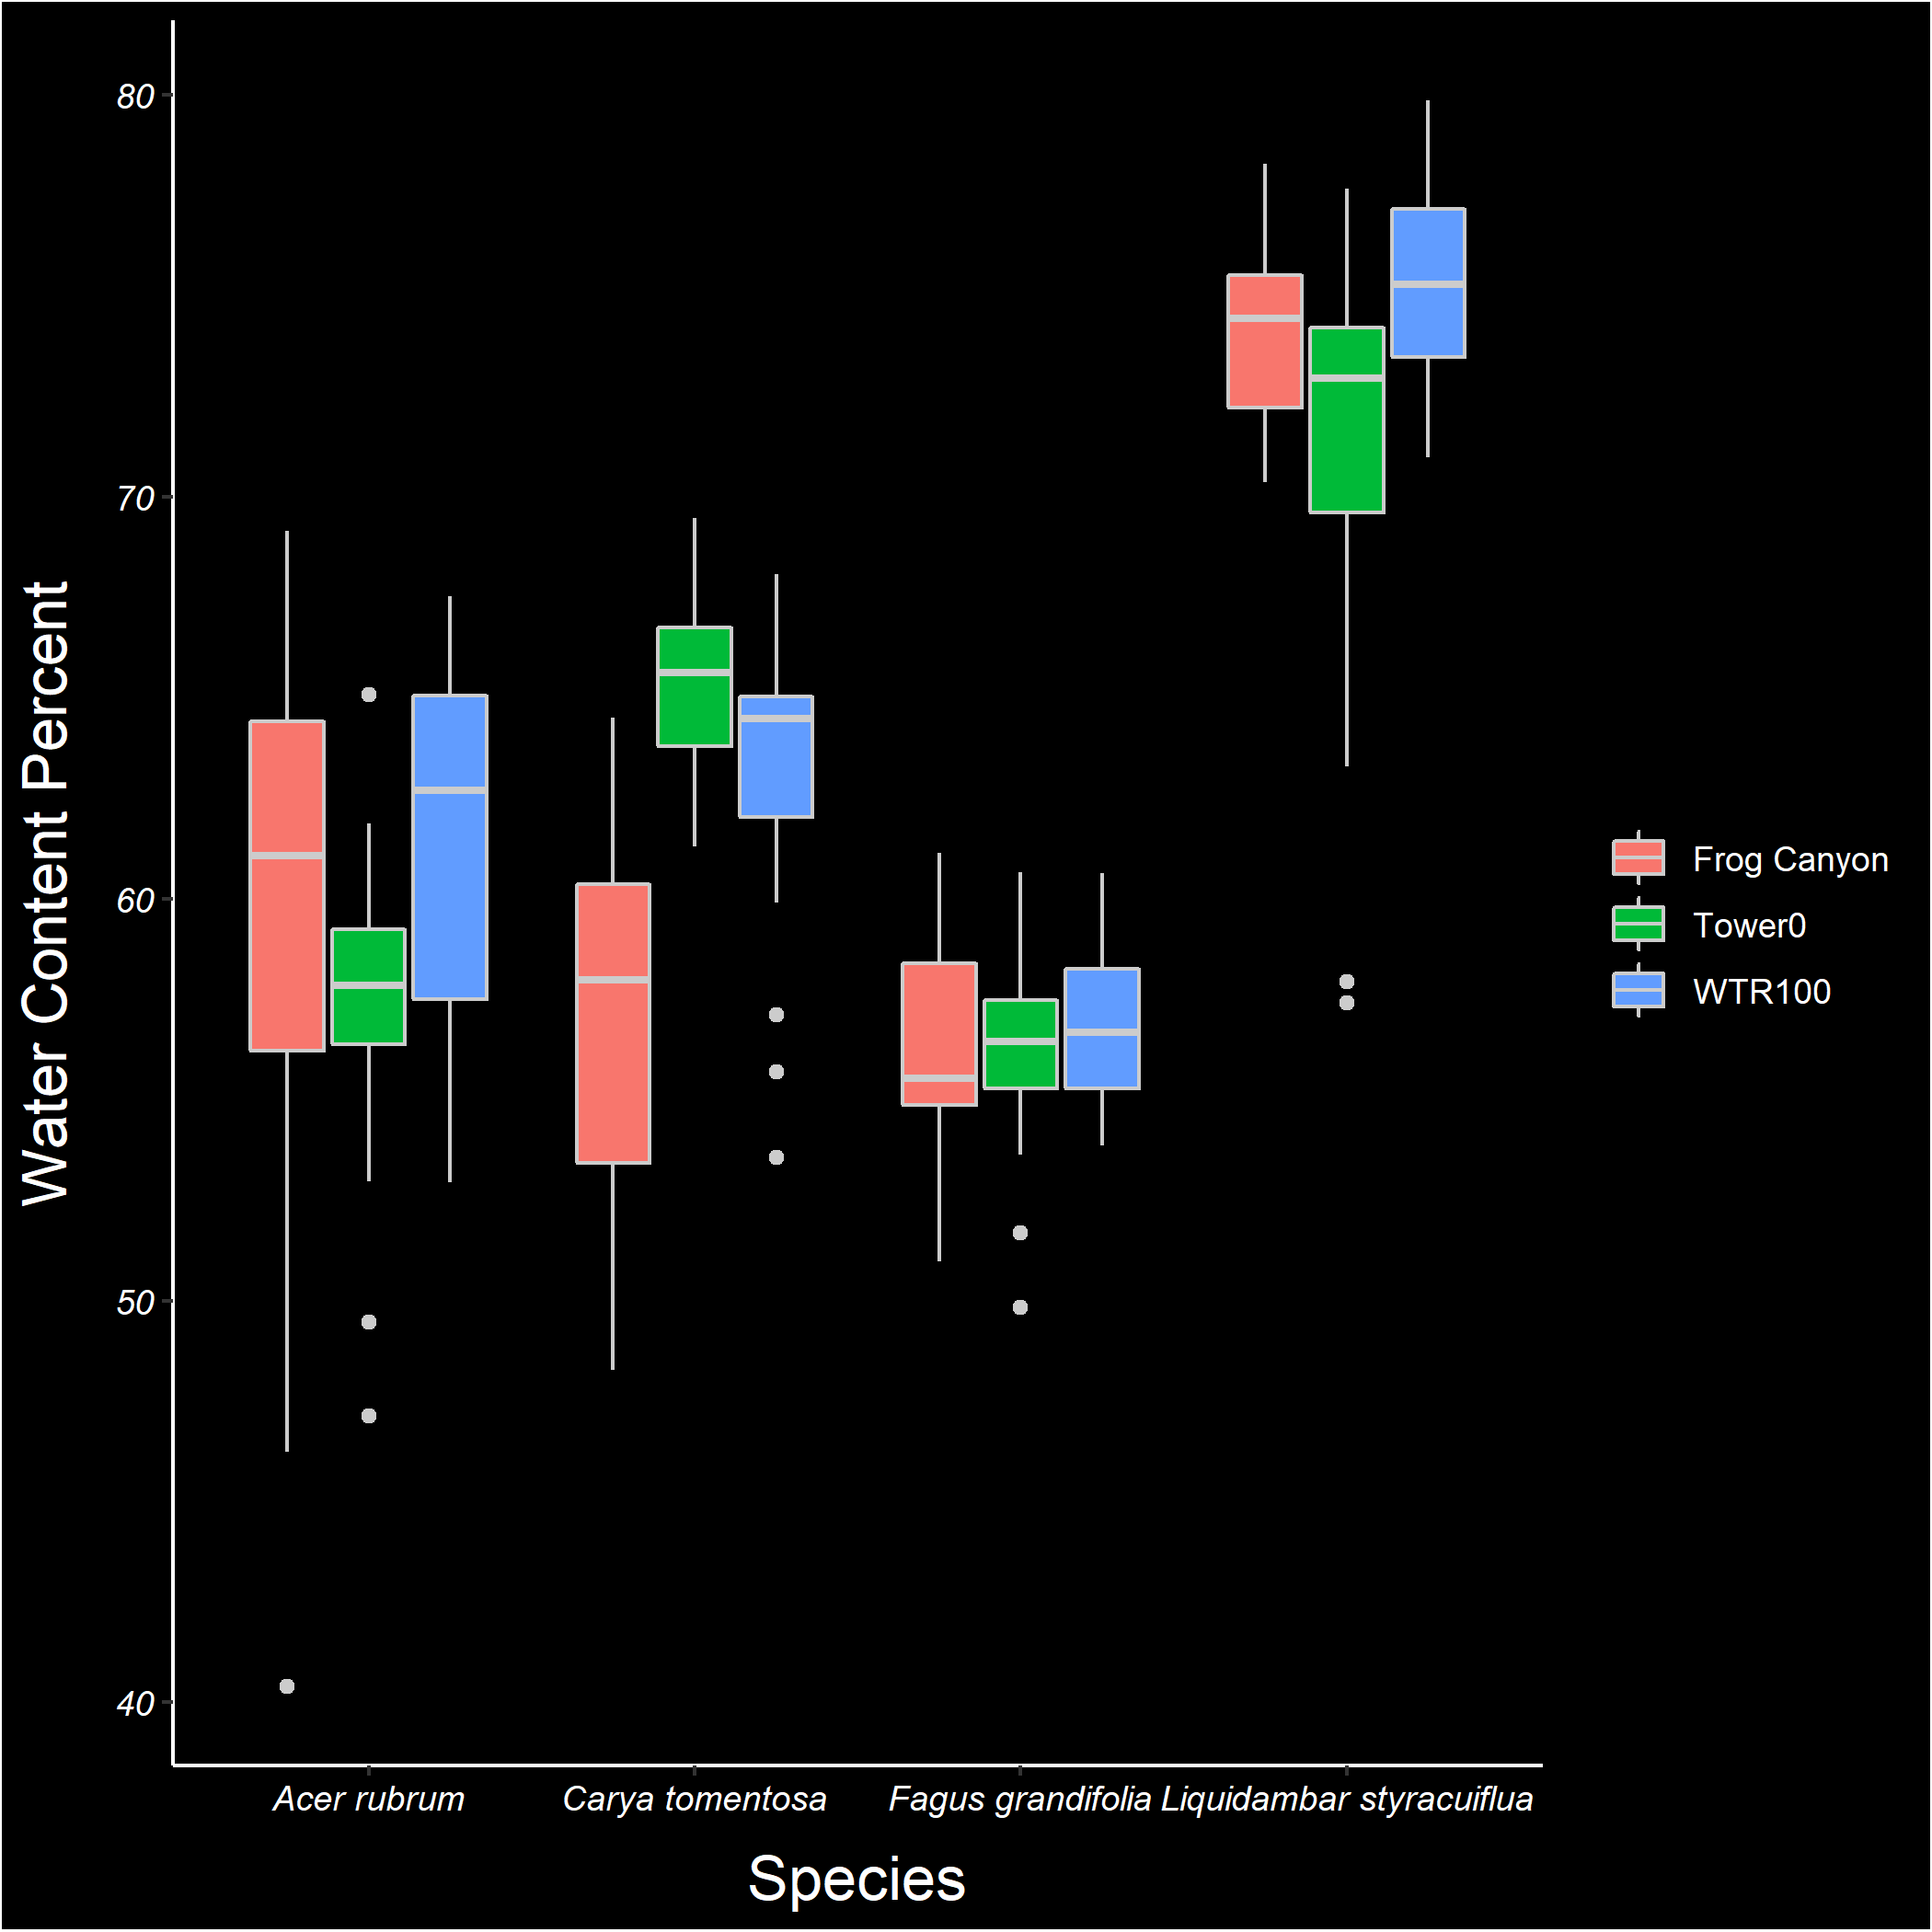 Water Content Percent
80
70
60
50
40
Acer rubrum
Carya tomentosa
Fagus grandifolia
Liquidambar styracuiflua
Species
Frog Canyon
Tower0
WTR100